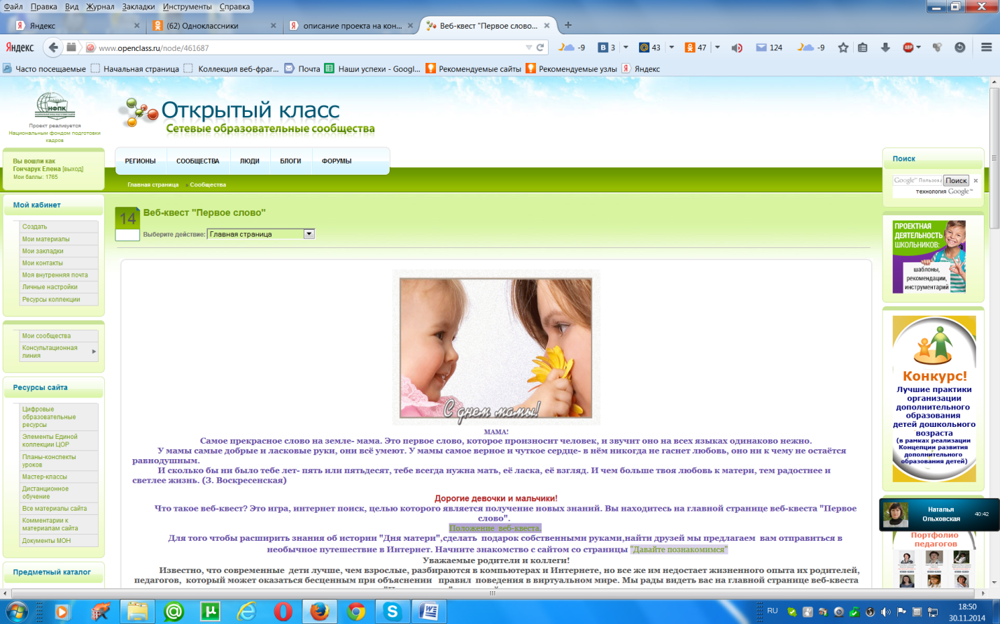 Файл Правка Вид Журнал Закладки Инструменты Справка
Яндекс
(62) Одноклассники
описание проекта на кон...
Веб-квест "Первое слово...
Яндекс
www.openclass.ru/node/461687
-9
3
43
47
124
-9
Часто посещаемые
Начальная страница
Коллекция веб-фраг...
Почта
Наши успехи - Googl...
Рекомендуемые сайты
Рекомендуемые узлы
Яндекс
НФПК
Проект реализуется
Национальным фондом подготовки
кадров
Открытый класс
Сетевые образовательные сообщества
Вы вошли как
Гончарук Елена [выход]
Мои баллы: 1765
РЕГИОНЫ
СООБЩЕСТВА
ЛЮДИ
БЛОГИ
ФОРУМЫ
Главная страница
Сообщества
Мой кабинет
Создать
Мои материалы
Мои закладки
Мои контакты
Моя внутренняя почта
Личные настройки
Ресурсы коллекции
Мои сообщества
Консультационная
линия
Ресурсы сайта
Цифровые
образовательные
ресурсы
Элементы Единой
коллекции ЦОР
Планы-конспекты
уроков
Мастер-классы
Дистанционное
обучение
Все материалы сайта
Комментарии к
материалам сайта
Документы МОН
Предметный каталог
14
Веб-квест "Первое слово"
Выберите действие: Главная страница
С днем мамы!
МАМА!
Самое прекрасное слово на земле- мама. Это первое слово, которое произносит человек, и звучит оно на всех языках одинаково нежно.
У мамы самые добрые и ласковые руки, они всё умеют. У мамы самое верное и чуткое сердце- в нём никогда не гаснет любовь, оно ни к чему не остаётся
равнодушным.
И сколько бы ни было тебе лет- пять или пятьдесят, тебе всегда нужна мать, её ласка, её взгляд. И чем больше твоя любовь к матери, тем радостнее и
светлее жизнь. (З. Воскресенская)
Дорогие девочки и мальчики!
Что такое веб-квест? Это игра, интернет поиск, целью которого является получение новых знаний. Вы находитесь на главной странице веб-квеста "Первое
слово".
Положение веб-квеста.
Для того чтобы расширить знания об истории "Дня матери",сделать подарок собственными руками,найти друзей мы предлагаем вам отправиться в
необычное путешествие в Интернет. Начните знакомство с сайтом со страницы "Давайте познакомимся"
Уважаемые родители и коллеги!
Известно, что современные дети лучше, чем взрослые, разбираются в компьютерах и Интернете, но все же им недостает жизненного опыта их родителей,
педагогов, который может оказаться бесценным при объяснении правил поведения в виртуальном мире. Мы рады видеть вас на главной странице веб-квеста
Поиск
Google™ Пользова
Поиск
технология Google™
ПРОЕКТНАЯ
ДЕЯТЕЛЬНОСТЬ
ШКОЛЬНИКОВ:
шаблоны,
рекомендации,
инструментарий
Конкурс!
Лучшие практики
организации
дополнительного
образования
детей дошкольного
возраста
(в рамках реализации
Концепции развития
дополнительного
образования детей)
Наталья
Ольховская
40:42
Портфолио
педагогов
RU
18:50
30.11.2014